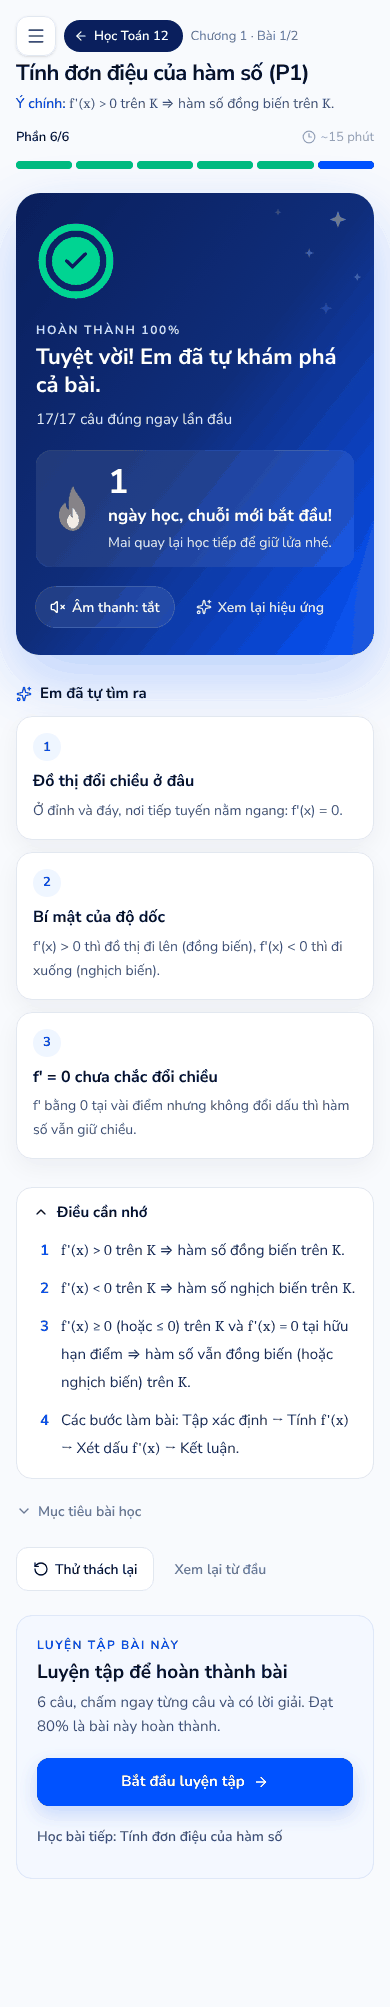 Học Toán 12
Chương 1 · Bài 1/2
Tính đơn điệu của hàm số (P1)
Ý chính: f'(x) > 0 trên K ⇒ hàm số đồng biến trên K.
Phần 6/6
~15 phút
HOÀN THÀNH 100%
Tuyệt vời! Em đã tự khám phá
cả bài.
17/17 câu đúng ngay lần đầu
1
ngày học, chuỗi mới bắt đầu!
Mai quay lại học tiếp để giữ lửa nhé.
Âm thanh: tắt
Xem lại hiệu ứng
Em đã tự tìm ra
1
Đồ thị đổi chiều ở đâu
Ở đỉnh và đáy, nơi tiếp tuyến nằm ngang: f'(x) = 0.
2
Bí mật của độ dốc
f'(x) > 0 thì đồ thị đi lên (đồng biến), f'(x) < 0 thì đi
xuống (nghịch biến).
3
f' = 0 chưa chắc đổi chiều
f' bằng 0 tại vài điểm nhưng không đổi dấu thì hàm
số vẫn giữ chiều.
Điều cần nhớ
1 f'(x) > 0 trên K ⇒ hàm số đồng biến trên K.
2 f'(x) < 0 trên K ⇒ hàm số nghịch biến trên K.
3 f'(x) ≥ 0 (hoặc ≤ 0) trên K và f'(x) = 0 tại hữu
hạn điểm ⇒ hàm số vẫn đồng biến (hoặc
nghịch biến) trên K.
4 Các bước làm bài: Tập xác định → Tính f'(x)
→ Xét dấu f'(x) → Kết luận.
Mục tiêu bài học
Thử thách lại
Xem lại từ đầu
LUYỆN TẬP BÀI NÀY
Luyện tập để hoàn thành bài
6 câu, chấm ngay từng câu và có lời giải. Đạt
80% là bài này hoàn thành.
Bắt đầu luyện tập →
Học bài tiếp: Tính đơn điệu của hàm số